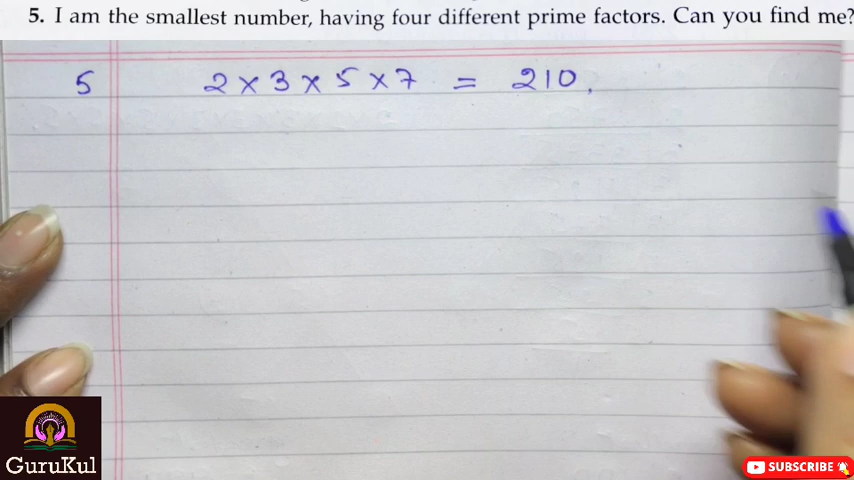 5. I am the smallest number, having four different prime factors. Can you find me?
5 2 × 3 × 5 × 7 = 210.
GuruKul
SUBSCRIBE